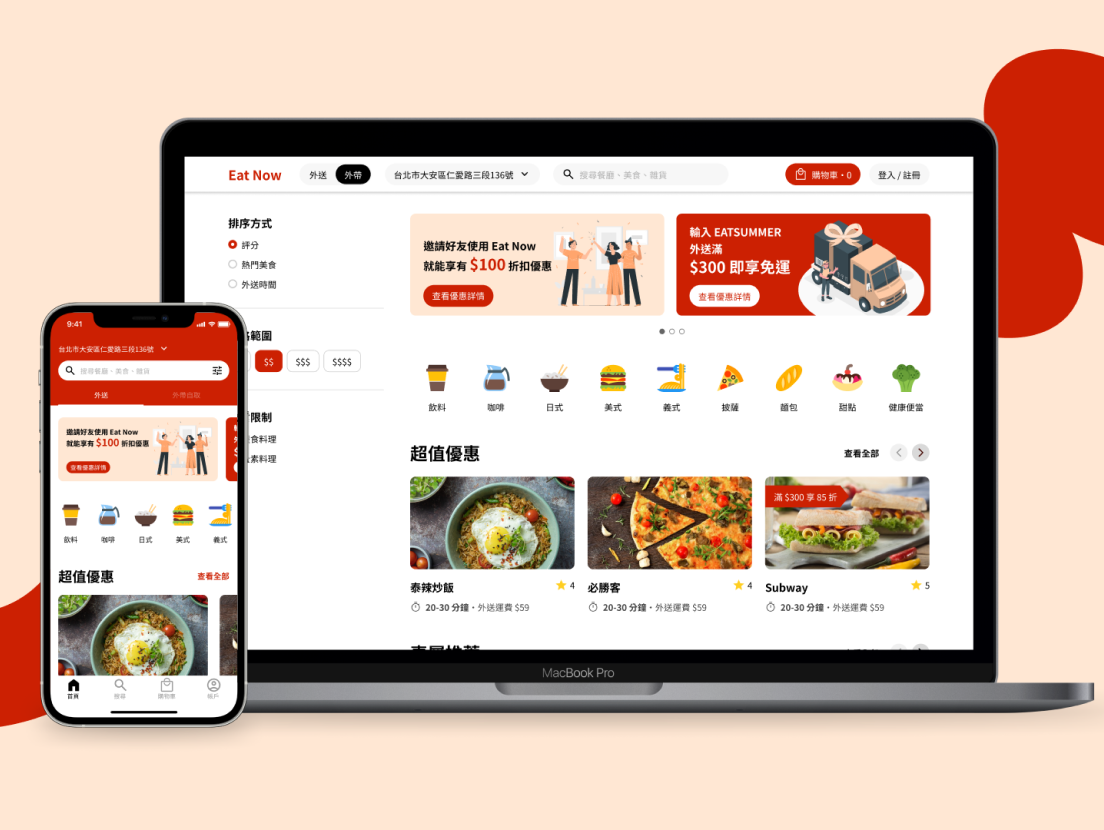 Eat Now
外送 外帶
台北市大安區仁愛路三段136號
搜尋餐廳、美食、雜貨
購物車・0
登入 / 註冊
排序方式
評分
熱門美食
外送時間
範圍
$$ $$$ $$$$
限制
食料理
素料理
邀請好友使用 Eat Now
就能享有 $100 折扣優惠
查看優惠詳情
輸入 EATSUMMER
外送滿
$300 即享免運
查看優惠詳情
飲料 咖啡 日式 美式 義式 披薩 麵包 甜點 健康便當
超值優惠
查看全部
滿 $300 享 85 折
泰辣炒飯 4
20-30 分鐘・外送運費 $59
必勝客 4
20-30 分鐘・外送運費 $59
Subway 5
20-30 分鐘・外送運費 $59
MacBook Pro
9:41
台北市大安區仁愛路三段136號
搜尋餐廳、美食、雜貨
外送 外帶自取
邀請好友使用 Eat Now
就能享有 $100 折扣優惠
查看優惠詳情
飲料 咖啡 日式 美式 義式
超值優惠
查看全部
首頁 搜尋 購物車 帳戶